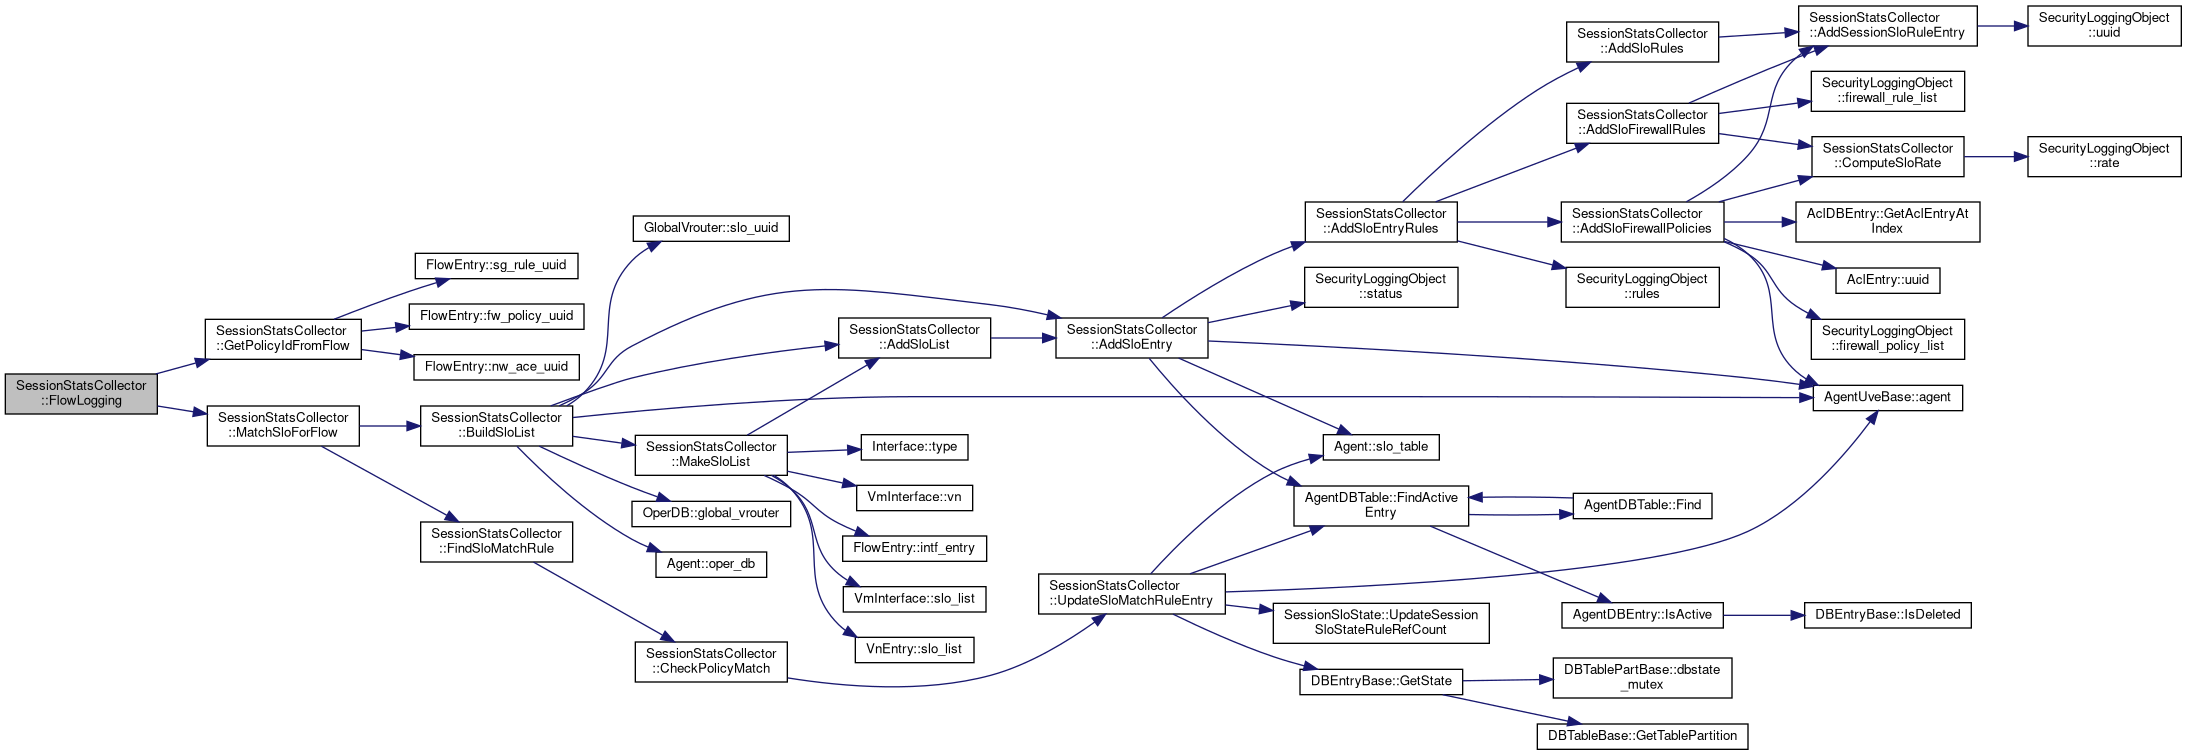 SessionStatsCollector
::FlowLogging
SessionStatsCollector
::GetPolicyIdFromFlow
FlowEntry::sg_rule_uuid
FlowEntry::fw_policy_uuid
FlowEntry::nw_ace_uuid
SessionStatsCollector
::MatchSloForFlow
SessionStatsCollector
::BuildSloList
SessionStatsCollector
::FindSloMatchRule
GlobalVrouter::slo_uuid
SessionStatsCollector
::MakeSloList
OperDB::global_vrouter
Agent::oper_db
SessionStatsCollector
::CheckPolicyMatch
SessionStatsCollector
::AddSloList
Interface::type
VmInterface::vn
FlowEntry::intf_entry
VmInterface::slo_list
VnEntry::slo_list
SessionStatsCollector
::AddSloEntry
SessionStatsCollector
::UpdateSloMatchRuleEntry
SessionStatsCollector
::AddSloEntryRules
SecurityLoggingObject
::status
Agent::slo_table
AgentDBTable::FindActive
Entry
SessionSloState::UpdateSession
SloStateRuleRefCount
DBEntryBase::GetState
SessionStatsCollector
::AddSloRules
SessionStatsCollector
::AddSloFirewallRules
SessionStatsCollector
::AddSloFirewallPolicies
SecurityLoggingObject
::rules
AgentDBTable::Find
AgentDBEntry::IsActive
DBTablePartBase::dbstate
_mutex
DBTableBase::GetTablePartition
SessionStatsCollector
::AddSessionSloRuleEntry
SecurityLoggingObject
::firewall_rule_list
SessionStatsCollector
::ComputeSloRate
AclDBEntry::GetAclEntryAt
Index
AclEntry::uuid
SecurityLoggingObject
::firewall_policy_list
AgentUveBase::agent
DBEntryBase::IsDeleted
SecurityLoggingObject
::uuid
SecurityLoggingObject
::rate